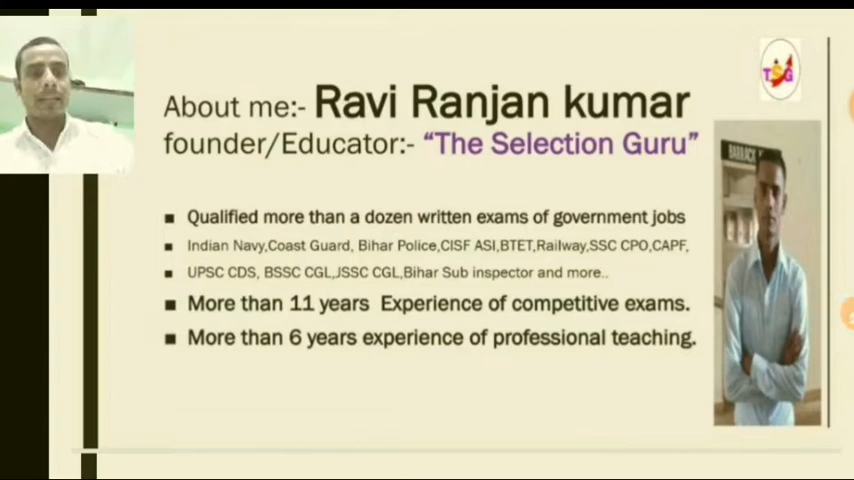 About me:- Ravi Ranjan kumar
founder/Educator:- “The Selection Guru”
Qualified more than a dozen written exams of government jobs
Indian Navy,Coast Guard, Bihar Police,CISF ASI,BTET,Railway,SSC CPO,CAPF,
UPSC CDS, BSSC CGL,JSSC CGL,Bihar Sub inspector and more..
More than 11 years Experience of competitive exams.
More than 6 years experience of professional teaching.
TSG
BARRACK